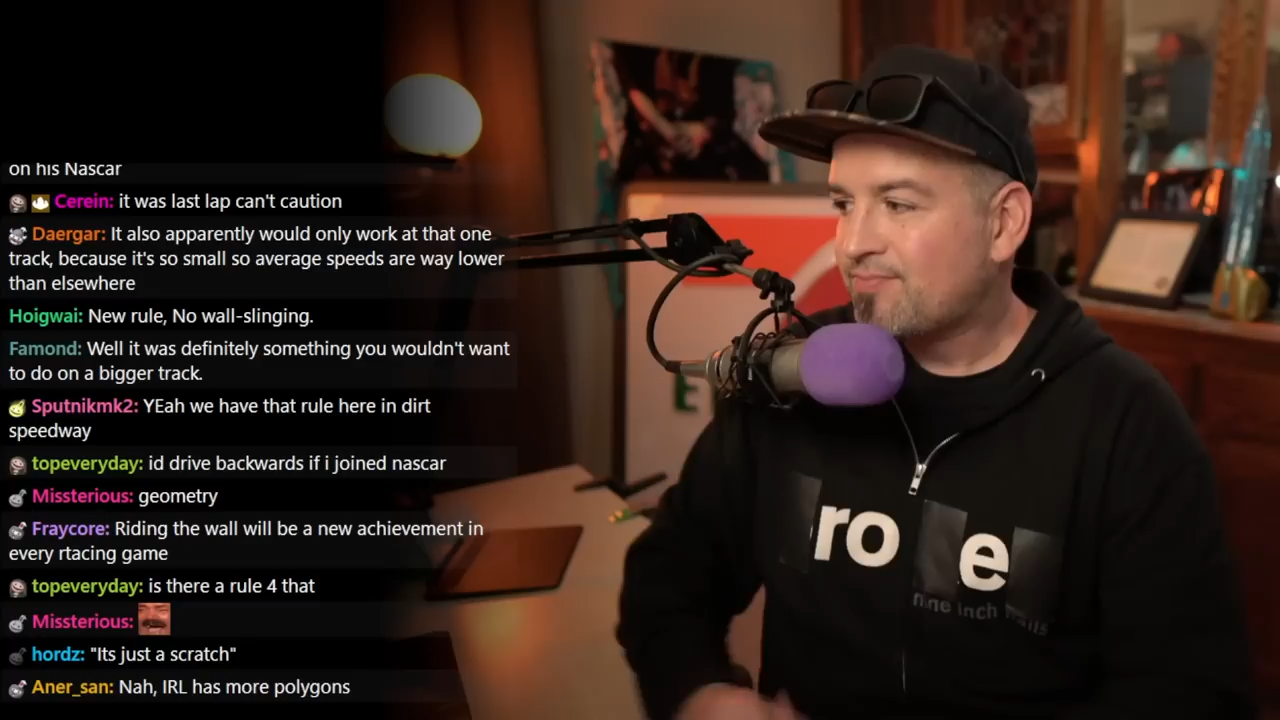 on his Nascar
Cerein: it was last lap can't caution
Daergar: It also apparently would only work at that one
track, because it's so small so average speeds are way lower
than elsewhere
Hoigwai: New rule, No wall-slinging.
Famond: Well it was definitely something you wouldn't want
to do on a bigger track.
Sputnikmk2: YEah we have that rule here in dirt
speedway
topeveryday: id drive backwards if i joined nascar
Missterious: geometry
Fraycore: Riding the wall will be a new achievement in
every rtacing game
topeveryday: is there a rule 4 that
Missterious:
hordz: "Its just a scratch"
Aner_san: Nah, IRL has more polygons
E
ro e
nine inch nails